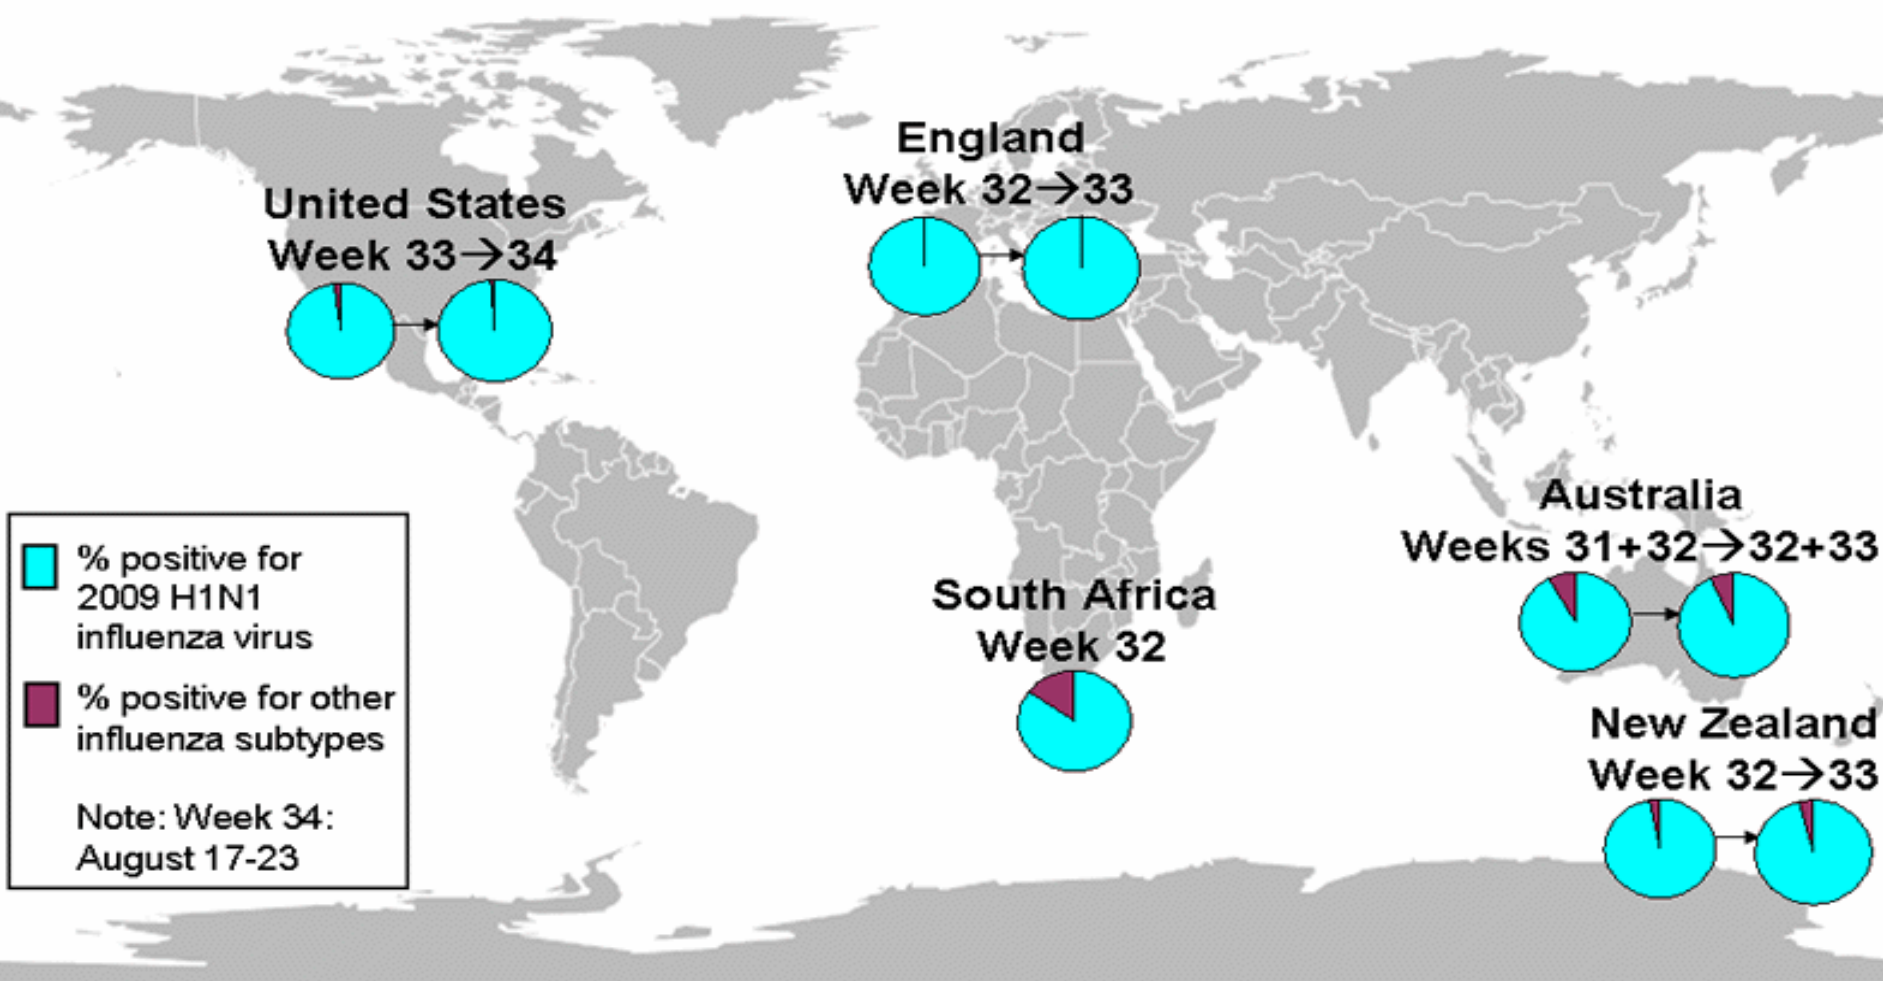 England
Week 32→33
United States
Week 33→34
Australia
Weeks 31+32→32+33
South Africa
Week 32
New Zealand
Week 32→33
% positive for
2009 H1N1
influenza virus
% positive for other
influenza subtypes
Note: Week 34:
August 17-23